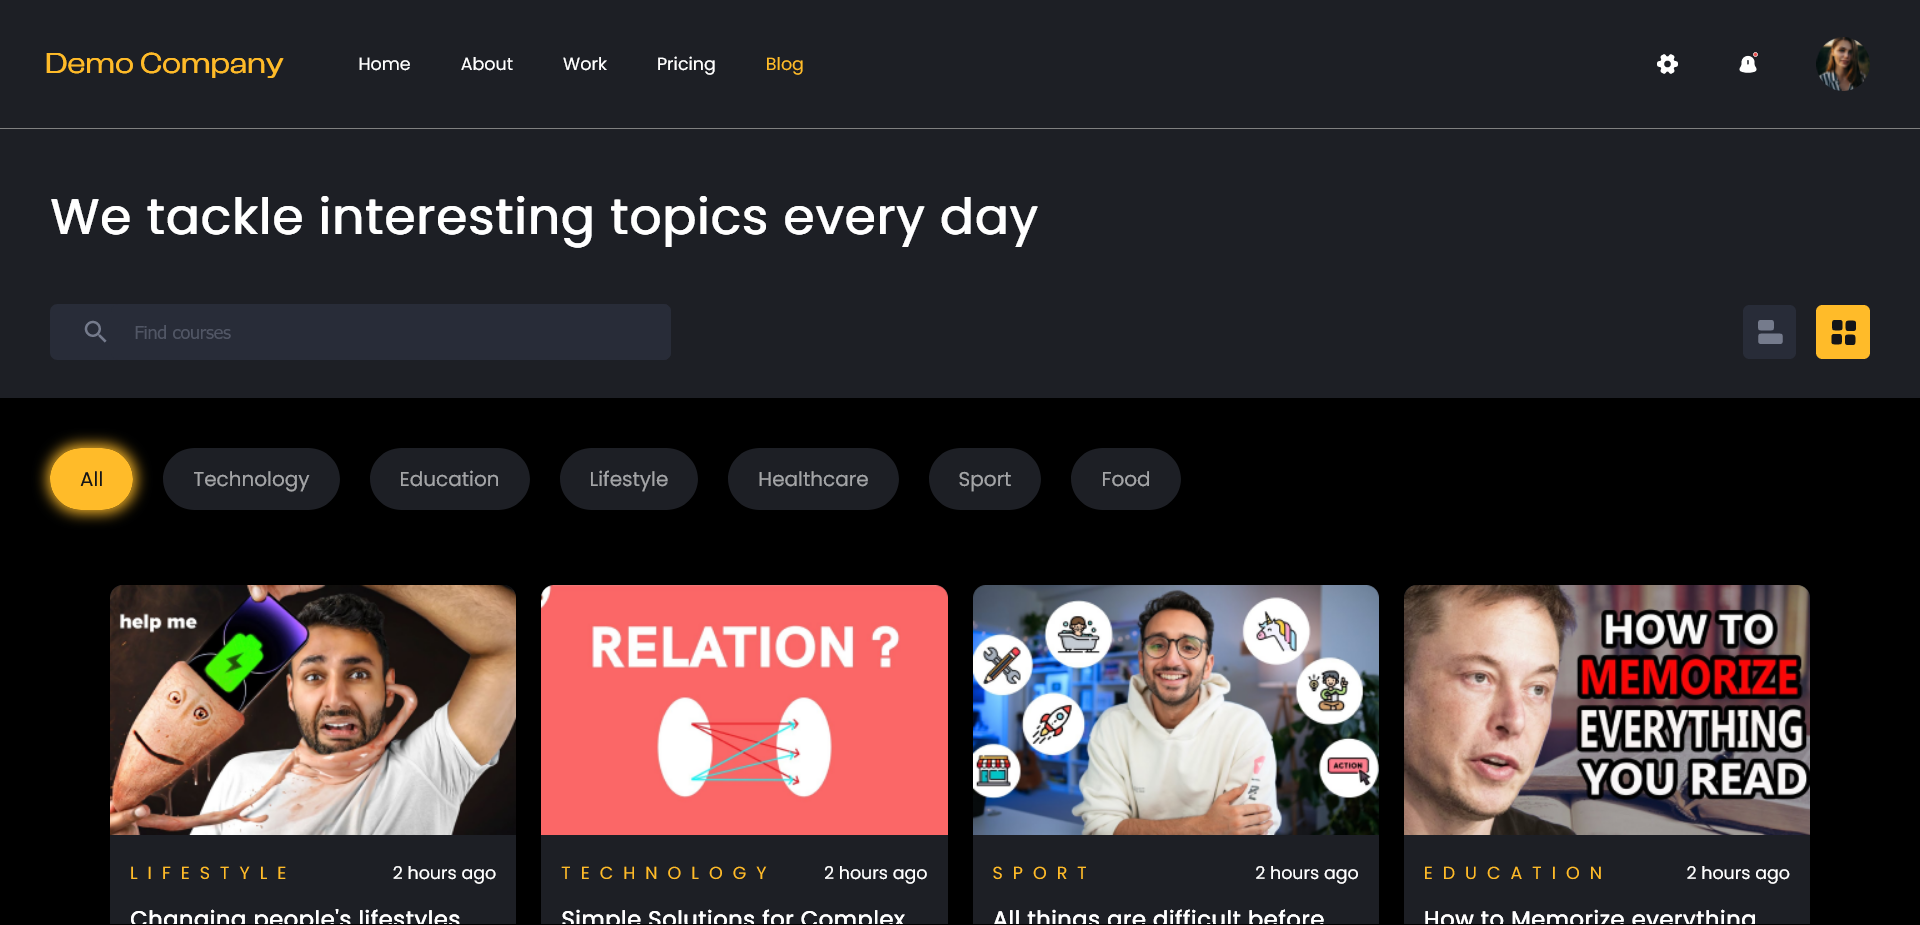 Demo Company
Home
About
Work
Pricing
Blog
We tackle interesting topics every day
Find courses
All
Technology
Education
Lifestyle
Healthcare
Sport
Food
help me
RELATION ?
ACTION
HOW TO
MEMORIZE
EVERYTHING
YOU READ
LIFESTYLE
2 hours ago
TECHNOLOGY
2 hours ago
SPORT
2 hours ago
EDUCATION
2 hours ago
Changing people's lifestyles
Simple Solutions for Complex
All things are difficult before
How to Memorize everything